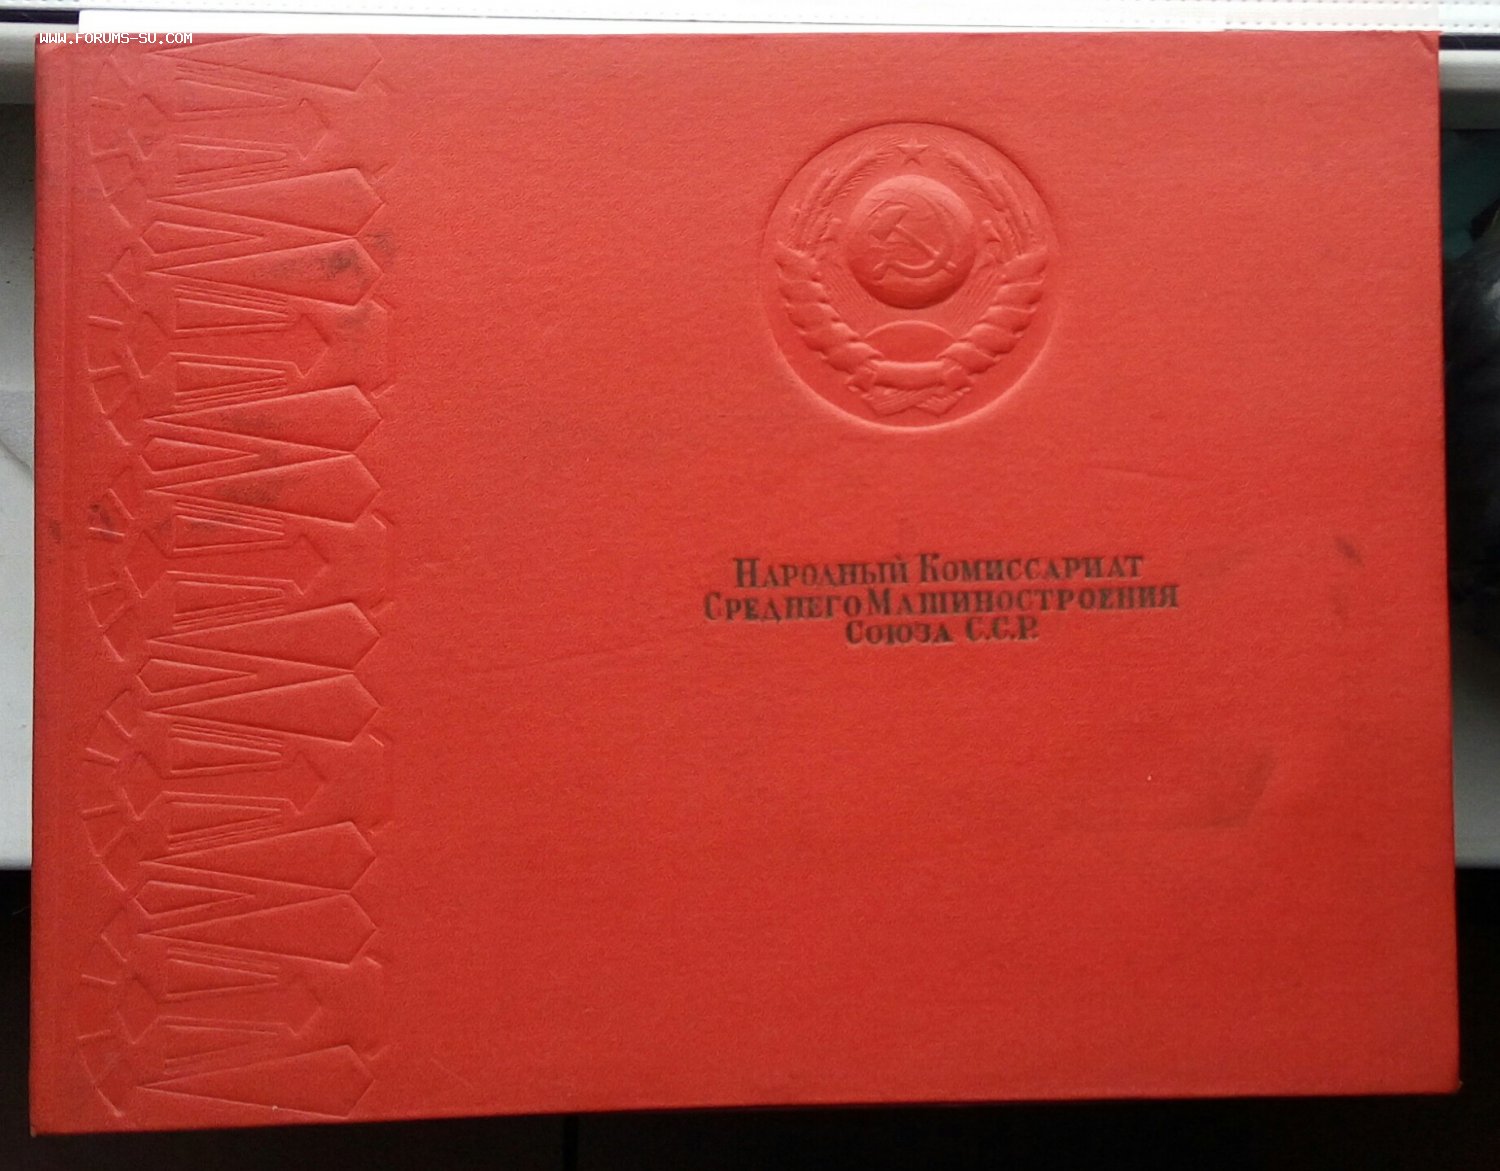 www.forums-su.com
Народный Комиссариат
Среднего Машиностроения
Союза С.С.Р.